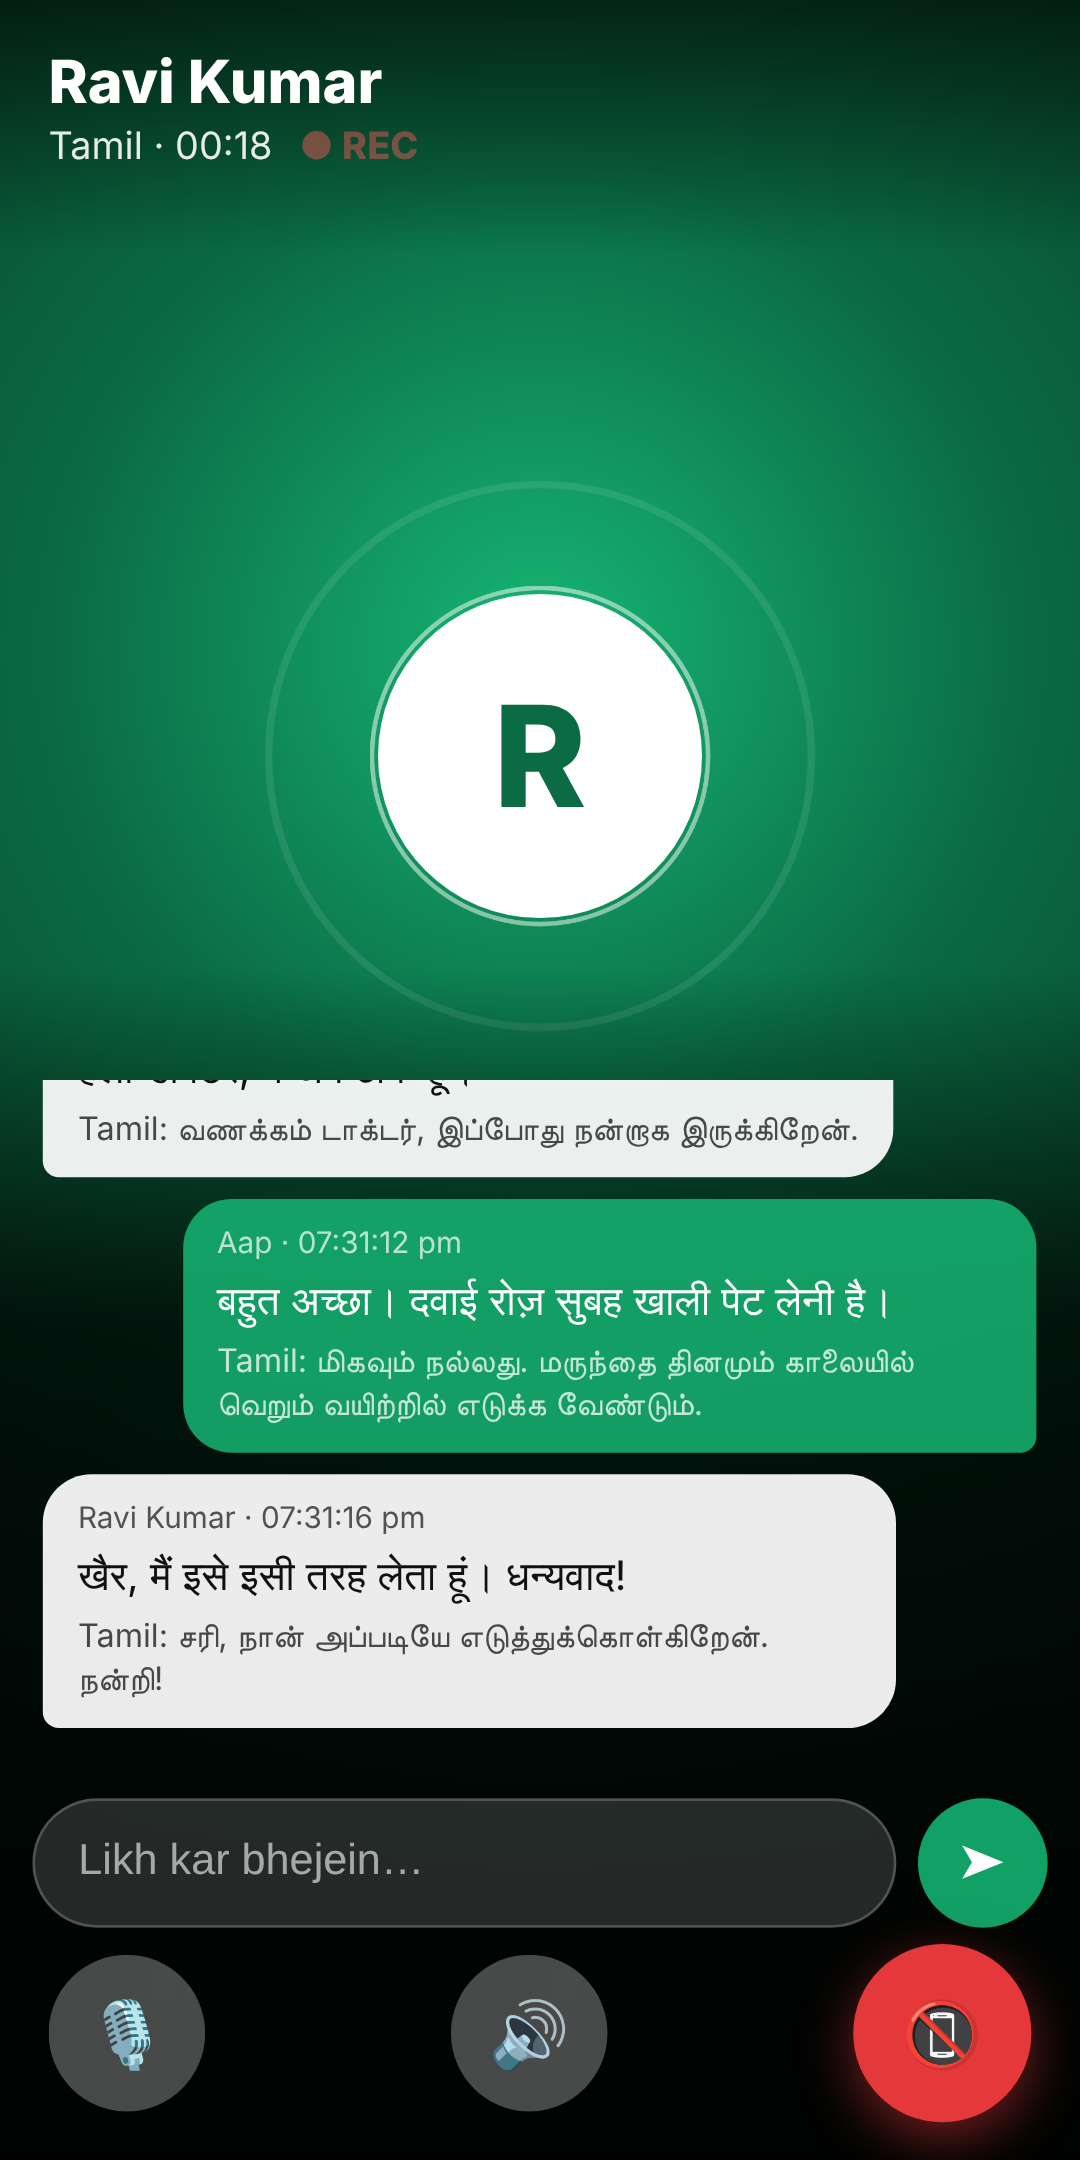 Ravi Kumar
Tamil · 00:18 REC
R
Tamil: வணக்கம் டாக்டர், இப்போது நன்றாக இருக்கிறேன்.
Aap · 07:31:12 pm
बहुत अच्छा। दवाई रोज़ सुबह खाली पेट लेनी है।
Tamil: மிகவும் நல்லது. மருந்தை தினமும் காலையில்
வெறும் வயிற்றில் எடுக்க வேண்டும்.
Ravi Kumar · 07:31:16 pm
खैर, मैं इसे इसी तरह लेता हूं। धन्यवाद!
Tamil: சரி, நான் அப்படியே எடுத்துக்கொள்கிறேன்.
நன்றி!
Likh kar bhejein…